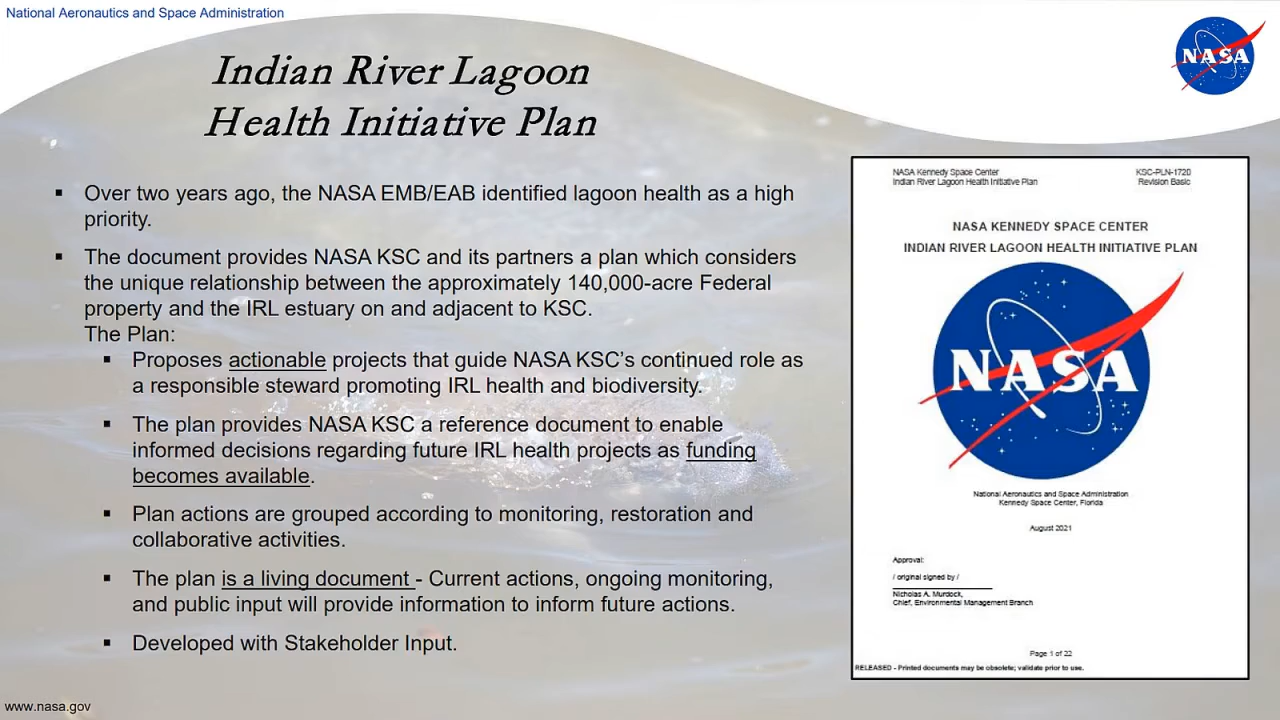 National Aeronautics and Space Administration
NASA
Indian River Lagoon
Health Initiative Plan
▪ Over two years ago, the NASA EMB/EAB identified lagoon health as a high
priority.
▪ The document provides NASA KSC and its partners a plan which considers
the unique relationship between the approximately 140,000-acre Federal
property and the IRL estuary on and adjacent to KSC.
The Plan:
▪ Proposes actionable projects that guide NASA KSC's continued role as
a responsible steward promoting IRL health and biodiversity.
▪ The plan provides NASA KSC a reference document to enable
informed decisions regarding future IRL health projects as funding
becomes available.
▪ Plan actions are grouped according to monitoring, restoration and
collaborative activities.
▪ The plan is a living document - Current actions, ongoing monitoring,
and public input will provide information to inform future actions.
▪ Developed with Stakeholder Input.
NASA Kennedy Space Center KSC-PLN-1720
Indian River Lagoon Health Initiative Plan Revision Basic
NASA KENNEDY SPACE CENTER
INDIAN RIVER LAGOON HEALTH INITIATIVE PLAN
NASA
National Aeronautics and Space Administration
Kennedy Space Center, Florida
August 2021
Approval:
/ original signed by /
Nicholas A. Murdock,
Chief, Environmental Management Branch
Page 1 of 22
RELEASED - Printed documents may be obsolete; validate prior to use.
www.nasa.gov